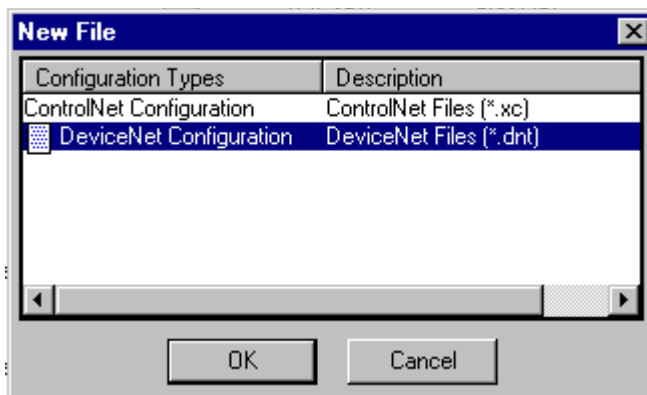 New File
Configuration Types Description
ControlNet Configuration ControlNet Files (*.xc)
DeviceNet Configuration DeviceNet Files (*.dnt)
OK Cancel